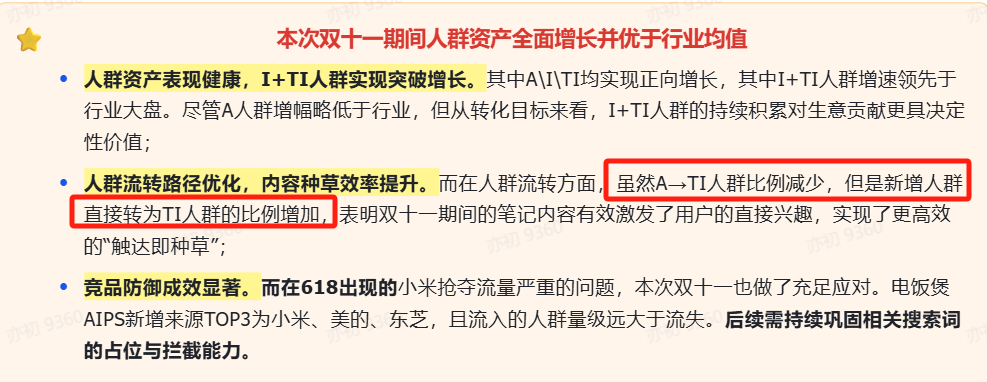 本次双十一期间人群资产全面增长并优于行业均值
人群资产表现健康，I+TI人群实现突破增长。其中A\I\TI均实现正向增长，其中I+TI人群增速领先于
行业大盘。尽管A人群增幅略低于行业，但从转化目标来看，I+TI人群的持续积累对生意贡献更具决定
性价值；
人群流转路径优化，内容种草效率提升。而在人群流转方面，虽然A→TI人群比例减少，但是新增人群
直接转为TI人群的比例增加，表明双十一期间的笔记内容有效激发了用户的直接兴趣，实现了更高效
的“触达即种草”；
竞品防御成效显著。而在618出现的小米抢夺流量严重的问题，本次双十一也做了充足应对。电饭煲
AIPS新增来源TOP3为小米、美的、东芝，且流入的人群量级远大于流失。后续需持续巩固相关搜索词
的占位与拦截能力。
亦初 9360
亦初 9360
亦初 9360
亦初 9360